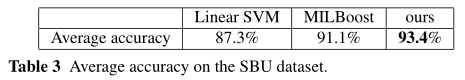 Linear SVM MILBoost ours
Average accuracy 87.3% 91.1% 93.4%
Table 3 Average accuracy on the SBU dataset.